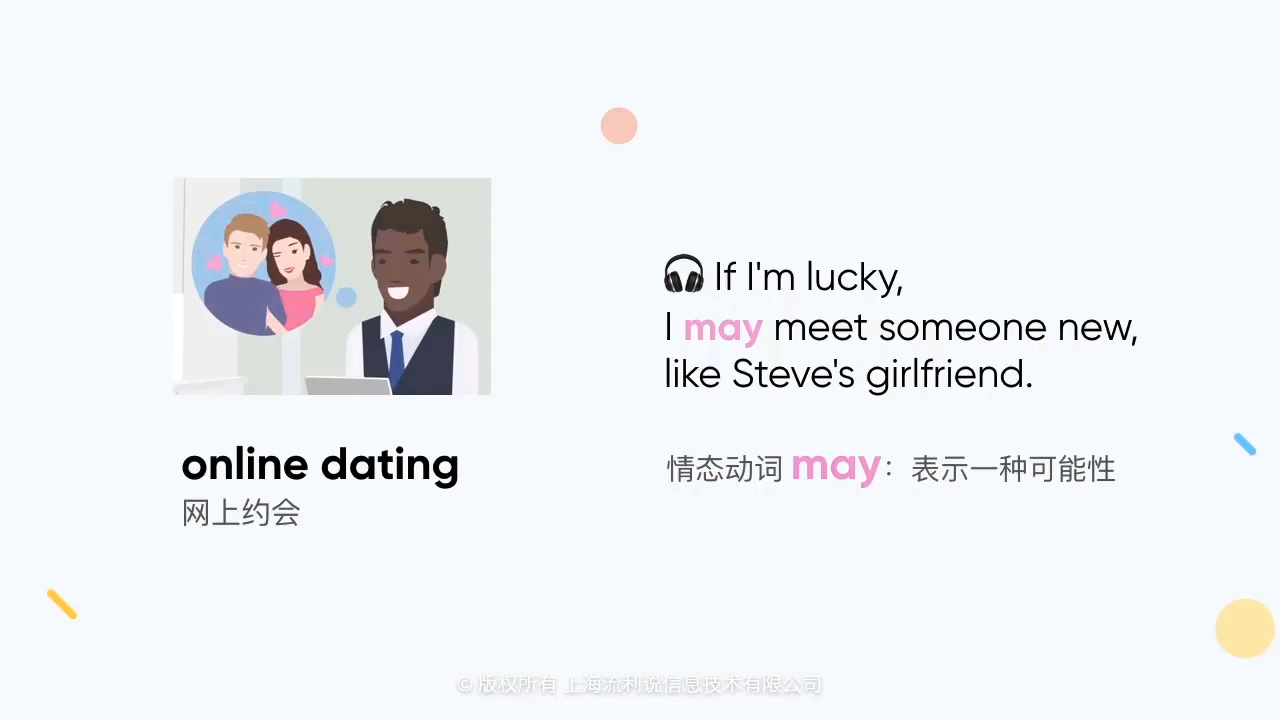 If I'm lucky,
I may meet someone new,
like Steve's girlfriend.
online dating
网上约会
情态动词 may：表示一种可能性
© 版权所有 上海流利说信息技术有限公司